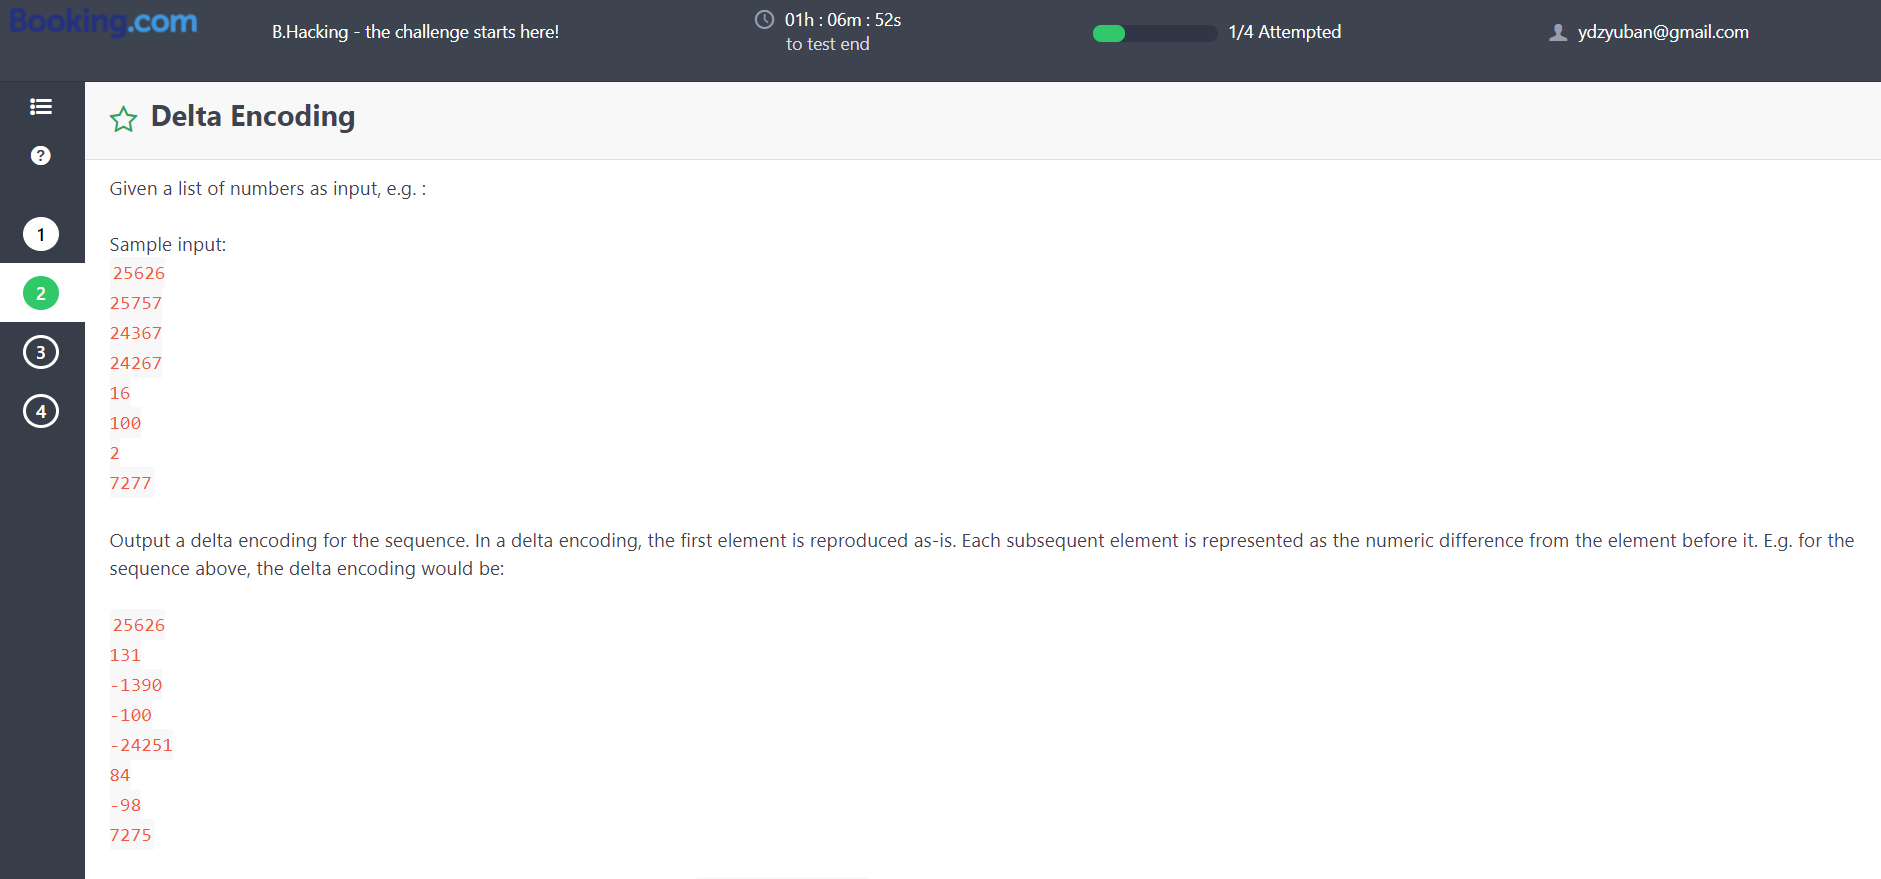 Booking.com
B.Hacking - the challenge starts here!
01h : 06m : 52s
to test end
1/4 Attempted
ydzyuban@gmail.com
?
1
2
3
4
Delta Encoding
Given a list of numbers as input, e.g. :
Sample input:
25626
25757
24367
24267
16
100
2
7277
Output a delta encoding for the sequence. In a delta encoding, the first element is reproduced as-is. Each subsequent element is represented as the numeric difference from the element before it. E.g. for the
sequence above, the delta encoding would be:
25626
131
-1390
-100
-24251
84
-98
7275